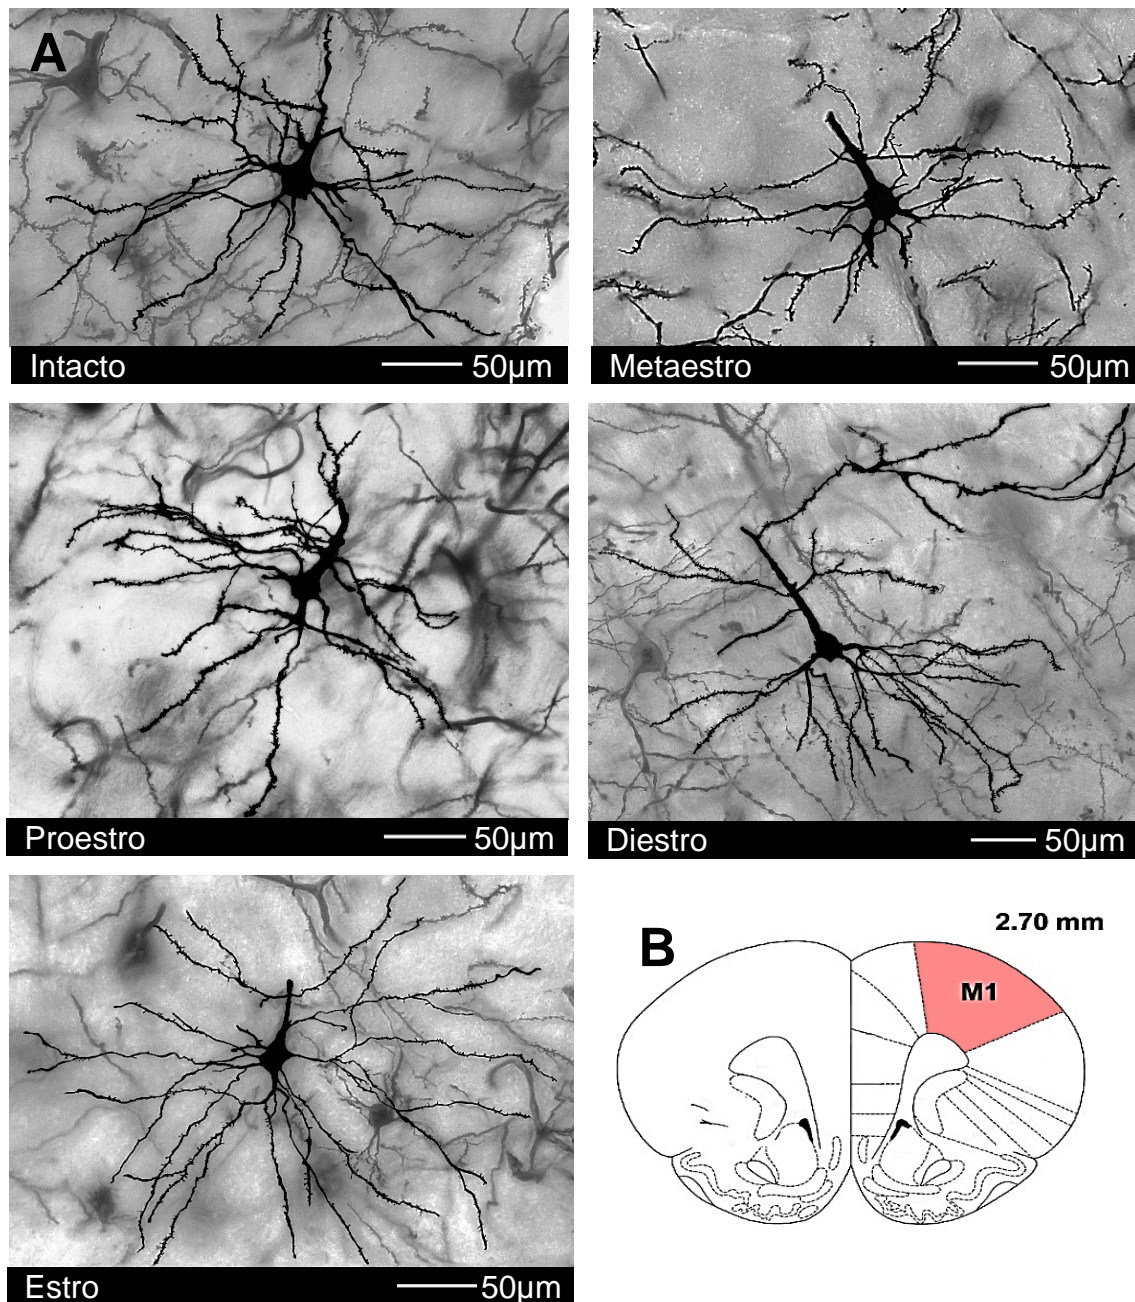 A
Intacto 50µm
Metaestro 50µm
Proestro 50µm
Diestro 50µm
Estro 50µm
B
2.70 mm
M1